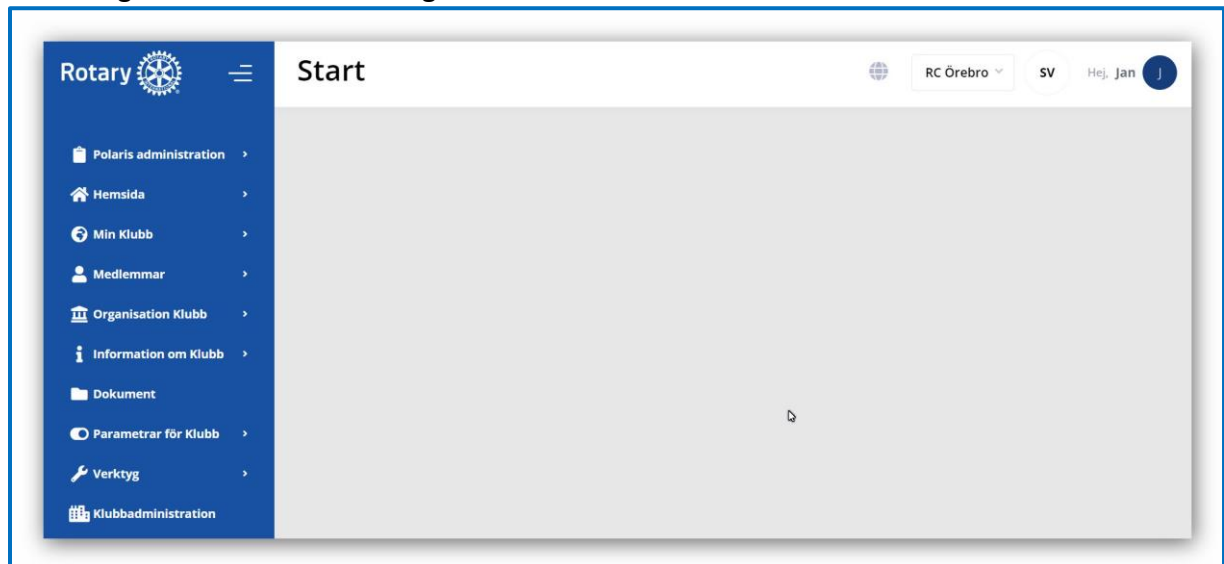 Rotary
Start
RC Örebro
SV
Hej, Jan
J
Polaris administration
Hemsida
Min Klubb
Medlemmar
Organisation Klubb
Information om Klubb
Dokument
Parametrar för Klubb
Verktyg
Klubbadministration